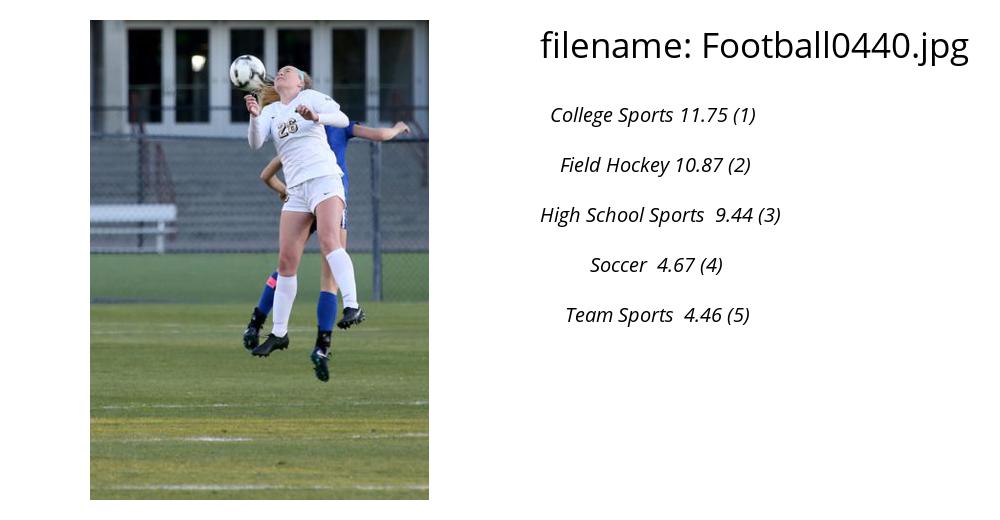 filename: Football0440.jpg
College Sports 11.75 (1)
Field Hockey 10.87 (2)
High School Sports 9.44 (3)
Soccer 4.67 (4)
Team Sports 4.46 (5)
26